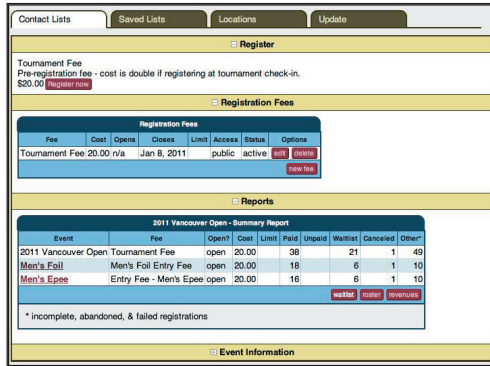 Contact Lists Saved Lists Locations Update
Register
Tournament Fee
Pre-registration fee - cost is double if registering at tournament check-in.
$20.00 Register now
Registration Fees
Registration Fees
Fee Cost Opens Closes Limit Access Status Options
Tournament Fee 20.00 n/a Jan 8, 2011 public active edit delete
new fee
Reports
2011 Vancouver Open - Summary Report
Event Fee Open? Cost Limit Paid Unpaid Waitlist Canceled Other*
2011 Vancouver Open Tournament Fee open 20.00 38 21 1 49
Men's Foil Men's Foil Entry Fee open 20.00 18 6 1 10
Men's Epee Entry Fee - Men's Epee open 20.00 16 6 1 10
waitlist roster revenues
* incomplete, abandoned, & failed registrations
Event Information